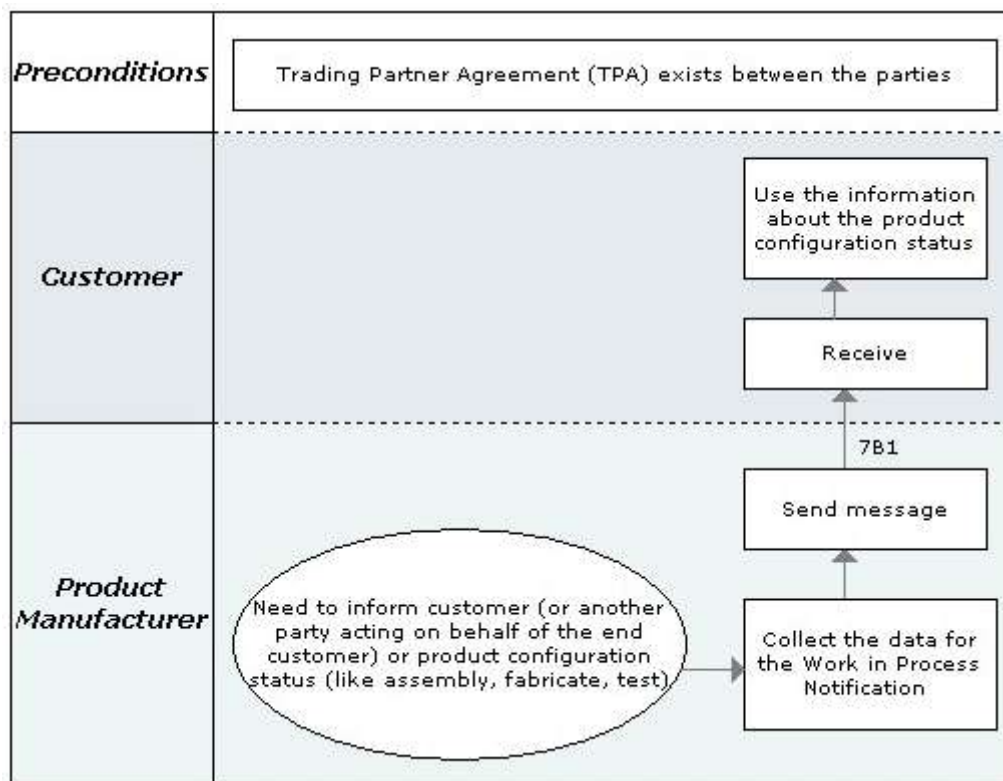 Preconditions
Trading Partner Agreement (TPA) exists between the parties
Customer
Use the information
about the product
configuration status
Receive
7B1
Send message
Product
Manufacturer
Need to inform customer (or another
party acting on behalf of the end
customer) or product configuration
status (like assembly, fabricate, test)
Collect the data for
the Work in Process
Notification